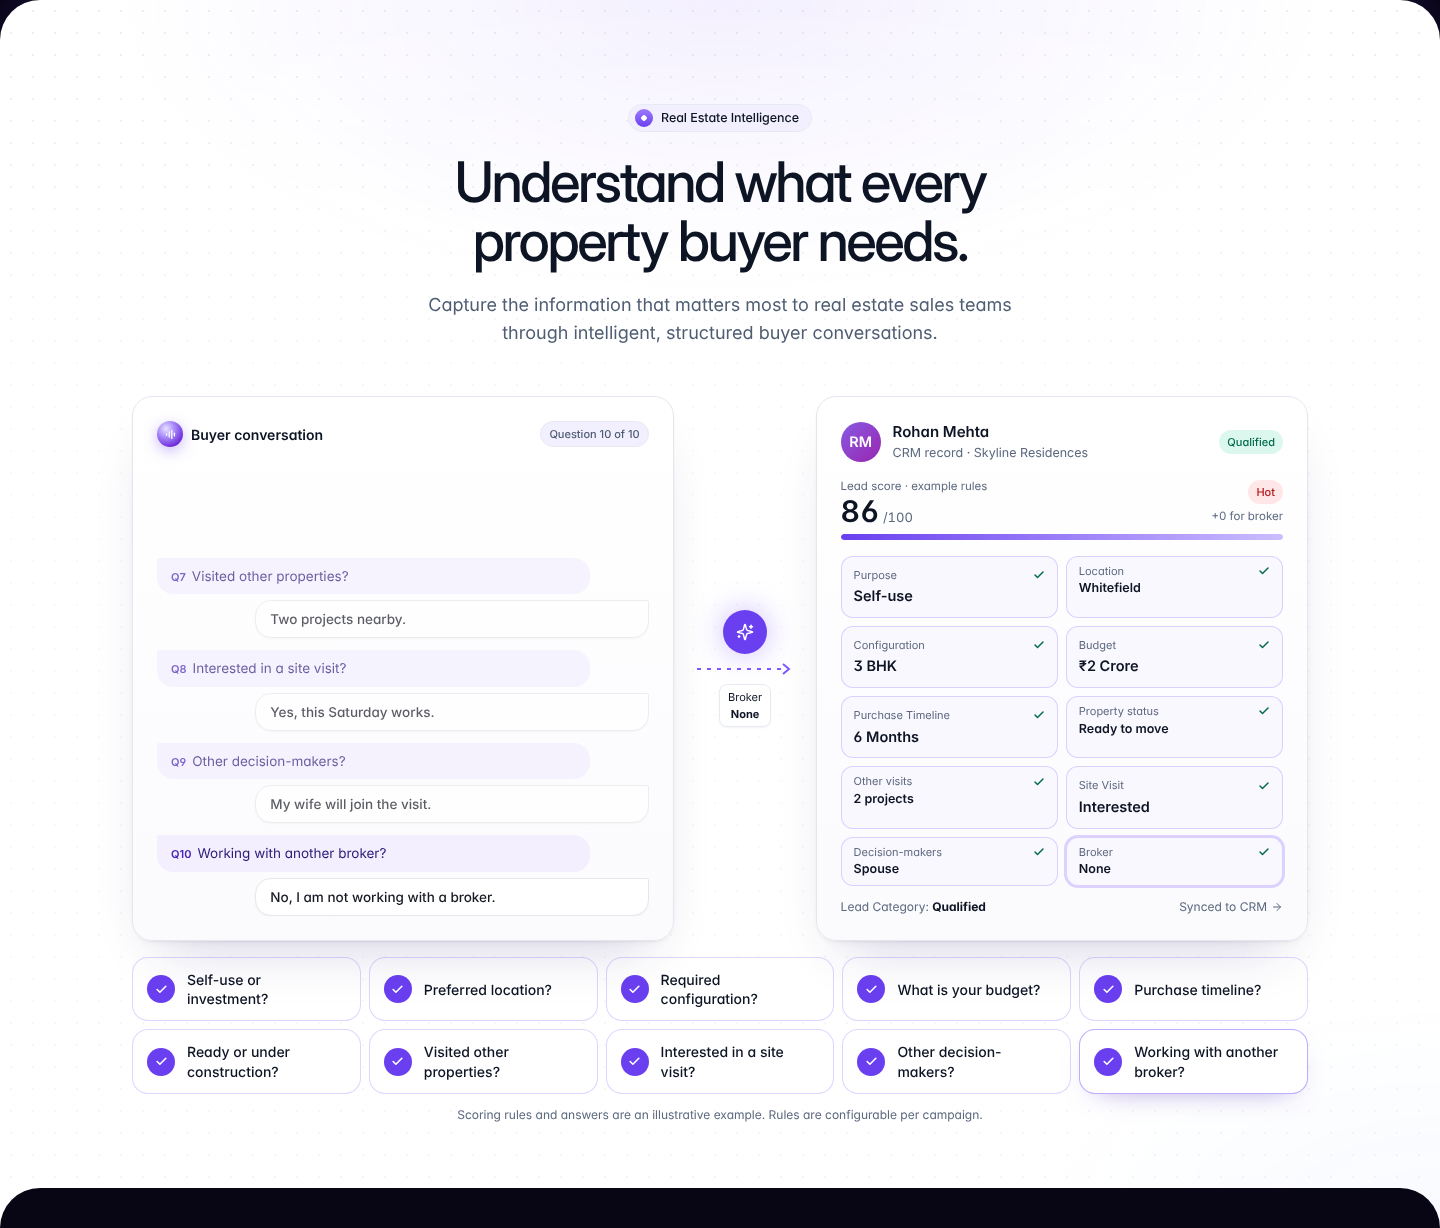 Real Estate Intelligence
Understand what every
property buyer needs.
Capture the information that matters most to real estate sales teams
through intelligent, structured buyer conversations.
Buyer conversation
Question 10 of 10
Q7 Visited other properties?
Two projects nearby.
Q8 Interested in a site visit?
Yes, this Saturday works.
Q9 Other decision-makers?
My wife will join the visit.
Q10 Working with another broker?
No, I am not working with a broker.
Broker
None
RM
Rohan Mehta
CRM record · Skyline Residences
Qualified
Lead score · example rules
86 /100
Hot
+0 for broker
Purpose
Self-use
Location
Whitefield
Configuration
3 BHK
Budget
₹2 Crore
Purchase Timeline
6 Months
Property status
Ready to move
Other visits
2 projects
Site Visit
Interested
Decision-makers
Spouse
Broker
None
Lead Category: Qualified
Synced to CRM →
Self-use or
investment?
Preferred location?
Required
configuration?
What is your budget?
Purchase timeline?
Ready or under
construction?
Visited other
properties?
Interested in a site
visit?
Other decision-
makers?
Working with another
broker?
Scoring rules and answers are an illustrative example. Rules are configurable per campaign.